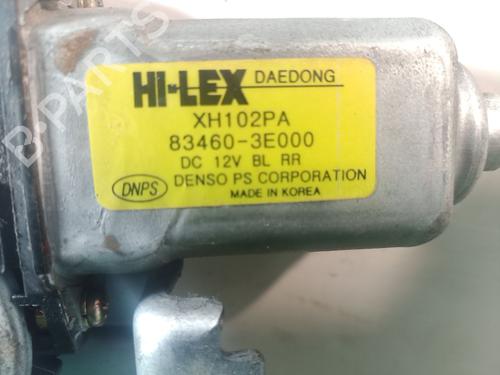 B-PARTS
HI-LEX DAEDONG
XH102PA
83460-3E000
DC 12V BL RR
DNPS DENSO PS CORPORATION
MADE IN KOREA